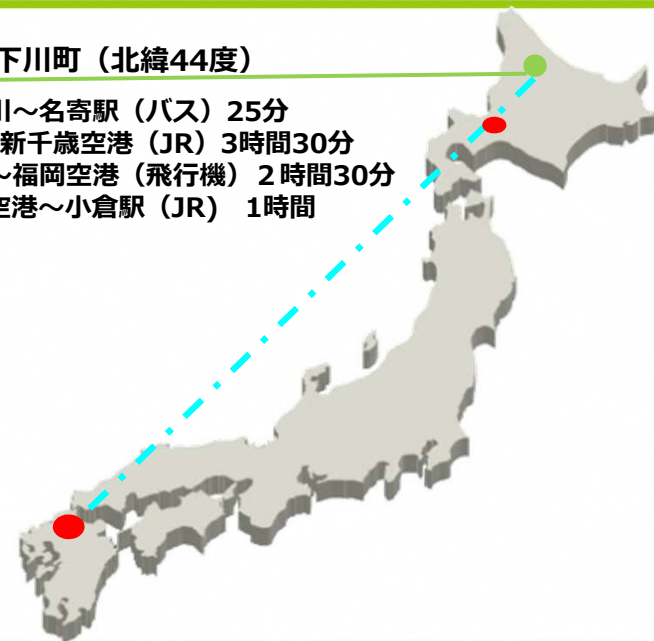 下川町（北緯44度）
川～名寄駅（バス）25分
新千歳空港（JR）3時間30分
～福岡空港（飛行機）２時間30分
空港～小倉駅（JR)　1時間